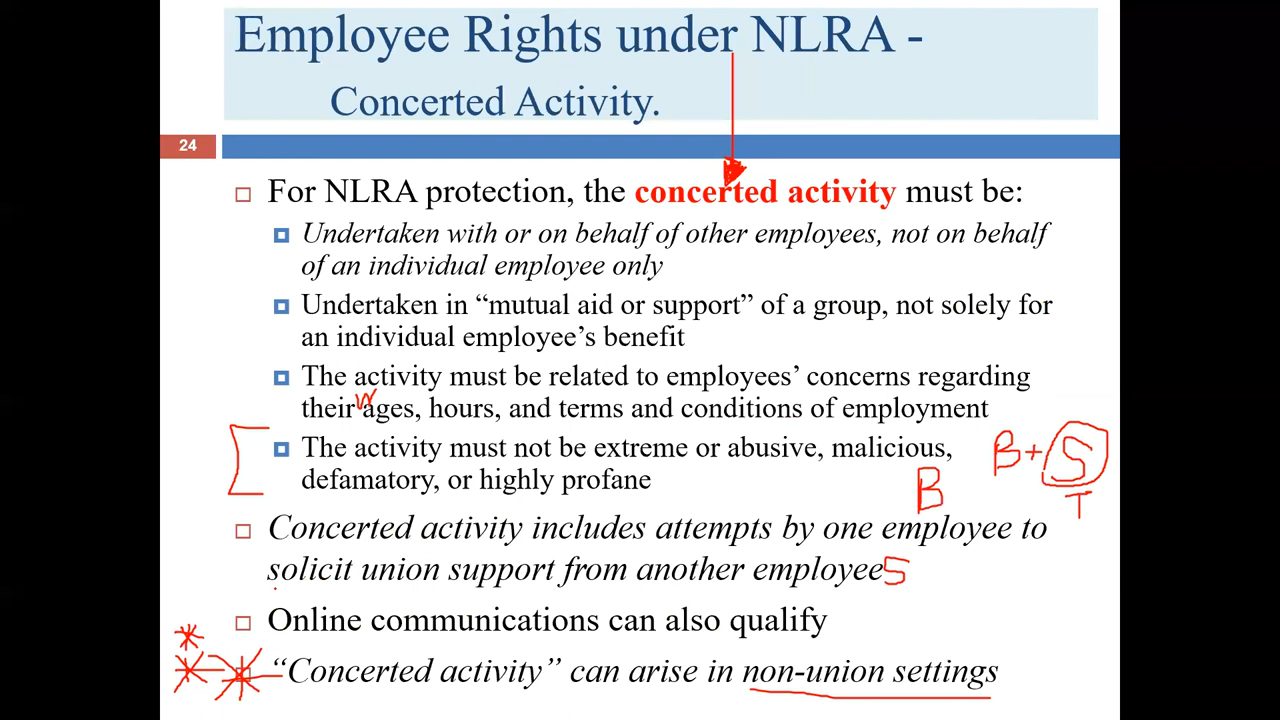 Employee Rights under NLRA -
Concerted Activity.
24
For NLRA protection, the concerted activity must be:
Undertaken with or on behalf of other employees, not on behalf
of an individual employee only
Undertaken in “mutual aid or support” of a group, not solely for
an individual employee’s benefit
The activity must be related to employees’ concerns regarding
their wages, hours, and terms and conditions of employment
The activity must not be extreme or abusive, malicious,
defamatory, or highly profane
B+S
B
T
Concerted activity includes attempts by one employee to
solicit union support from another employeeS
Online communications can also qualify
“Concerted activity” can arise in non-union settings